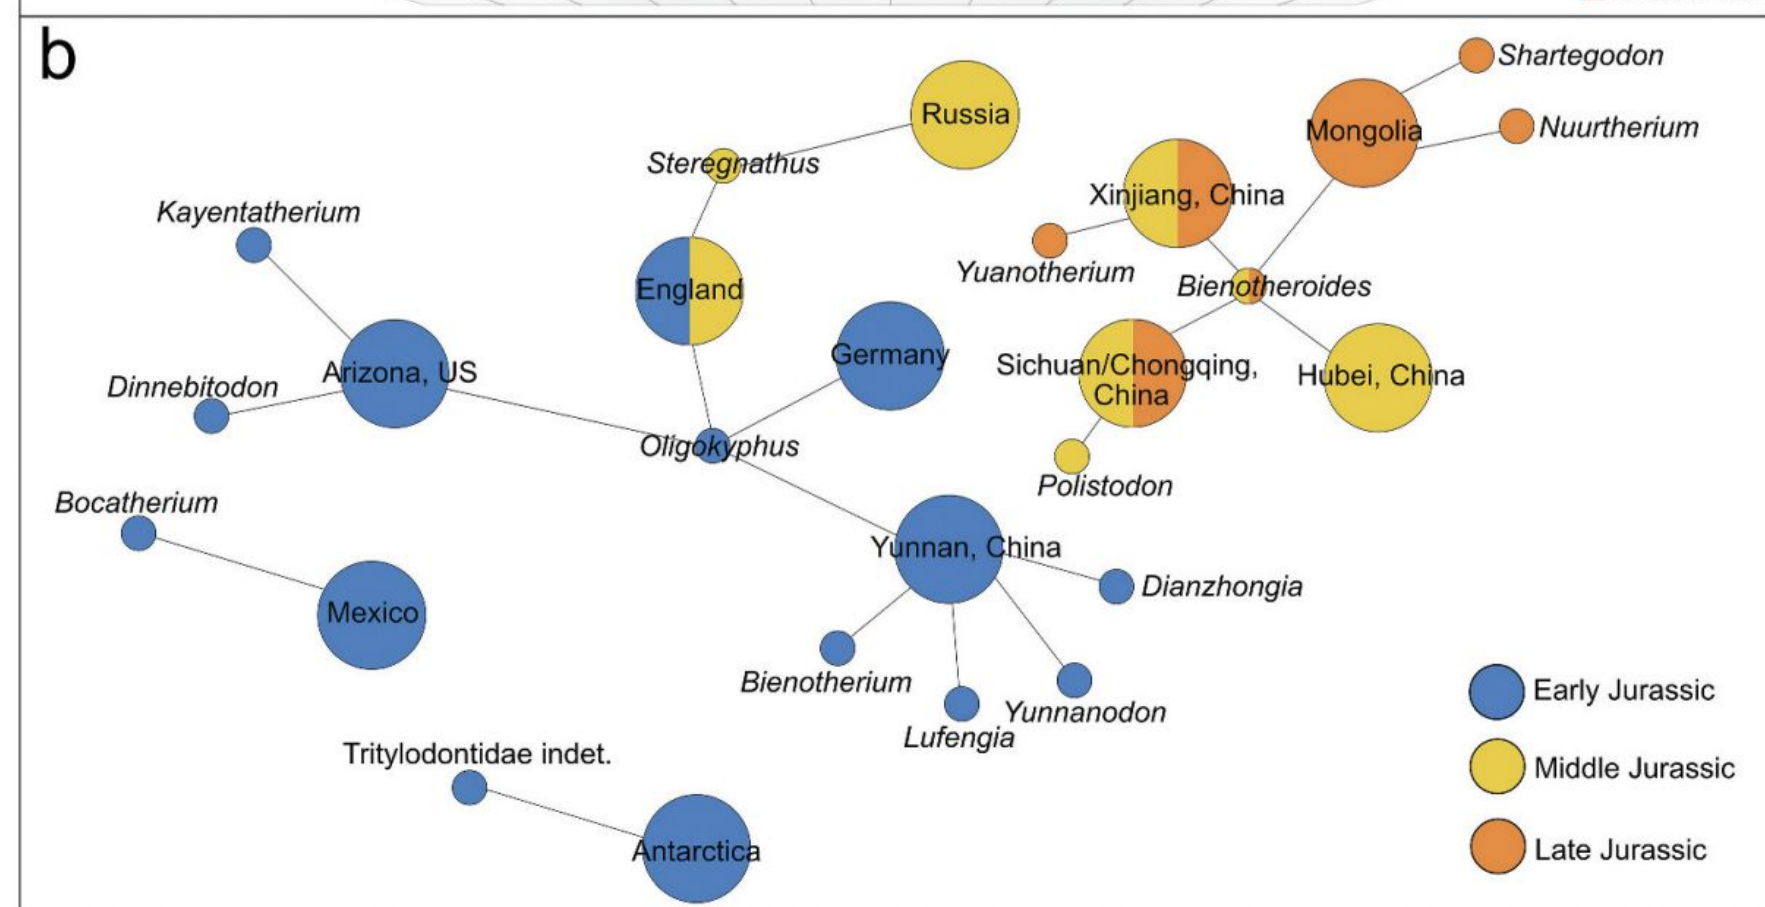 b
Shartegodon
Russia
Mongolia
Nuurtherium
Steregnathus
Xinjiang, China
Kayentatherium
Yuanotherium
Bienotheroides
England
Germany
Sichuan/Chongqing,
China
Hubei, China
Arizona, US
Dinnebitodon
Oligokyphus
Polistodon
Bocatherium
Yunnan, China
Dianzhongia
Mexico
Bienotherium
Yunnanodon
Lufengia
Early Jurassic
Tritylodontidae indet.
Middle Jurassic
Antarctica
Late Jurassic